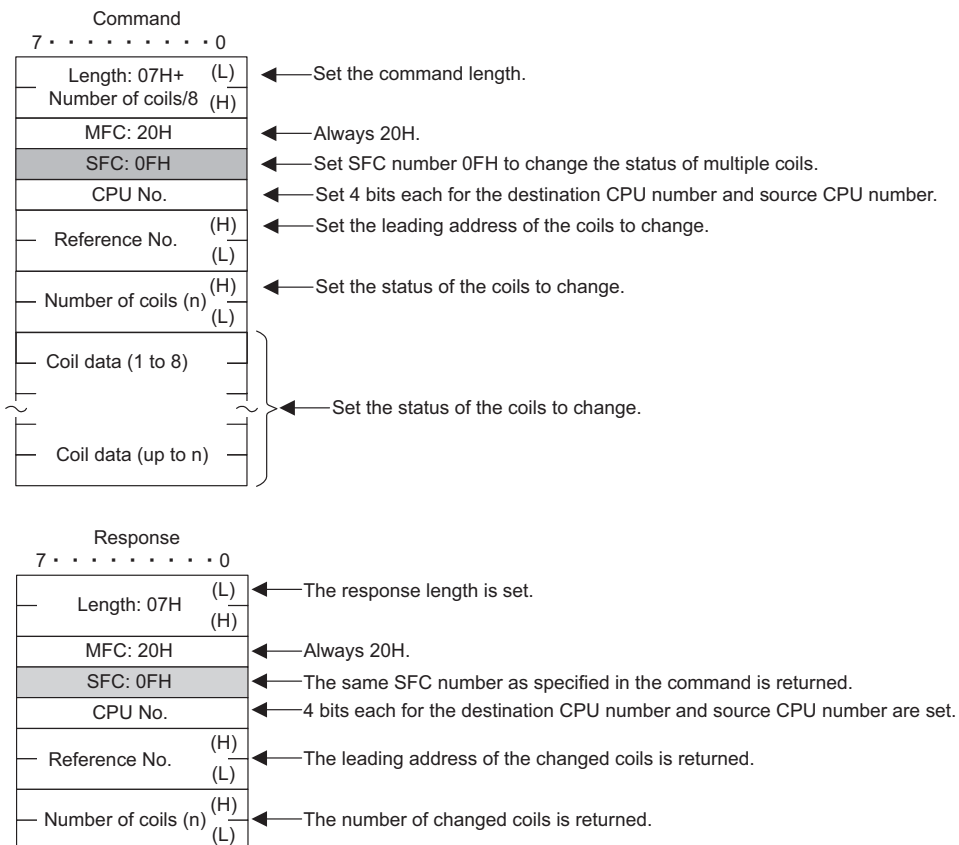 Command
7 · · · · · · · · · 0
Length: 07H+ (L)
Number of coils/8 (H)
Set the command length.
MFC: 20H
Always 20H.
SFC: 0FH
Set SFC number 0FH to change the status of multiple coils.
CPU No.
Set 4 bits each for the destination CPU number and source CPU number.
Reference No. (H)
(L)
Set the leading address of the coils to change.
Number of coils (n) (H)
(L)
Set the status of the coils to change.
Coil data (1 to 8)
Set the status of the coils to change.
Coil data (up to n)
Response
7 · · · · · · · · · 0
Length: 07H (L)
(H)
The response length is set.
MFC: 20H
Always 20H.
SFC: 0FH
The same SFC number as specified in the command is returned.
CPU No.
4 bits each for the destination CPU number and source CPU number are set.
Reference No. (H)
(L)
The leading address of the changed coils is returned.
Number of coils (n) (H)
(L)
The number of changed coils is returned.